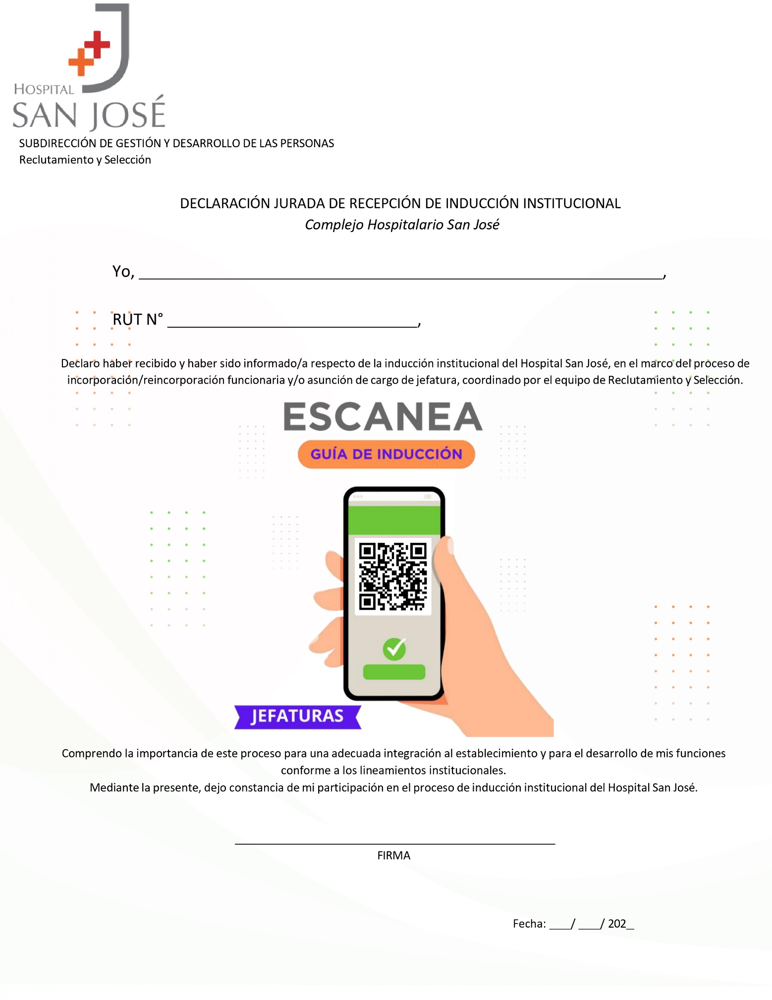 HOSPITAL
SAN JOSÉ
SUBDIRECCIÓN DE GESTIÓN Y DESARROLLO DE LAS PERSONAS
Reclutamiento y Selección
DECLARACIÓN JURADA DE RECEPCIÓN DE INDUCCIÓN INSTITUCIONAL
Complejo Hospitalario San José
Yo, ______________________________________________________________,
RUT N° ______________________________,
Declaro haber recibido y haber sido informado/a respecto de la inducción institucional del Hospital San José, en el marco del proceso de
incorporación/reincorporación funcionaria y/o asunción de cargo de jefatura, coordinado por el equipo de Reclutamiento y Selección.
ESCANEA
GUÍA DE INDUCCIÓN
JEFATURAS
Comprendo la importancia de este proceso para una adecuada integración al establecimiento y para el desarrollo de mis funciones
conforme a los lineamientos institucionales.
Mediante la presente, dejo constancia de mi participación en el proceso de inducción institucional del Hospital San José.
______________________________________________
FIRMA
Fecha: ____/ ____/ 202_